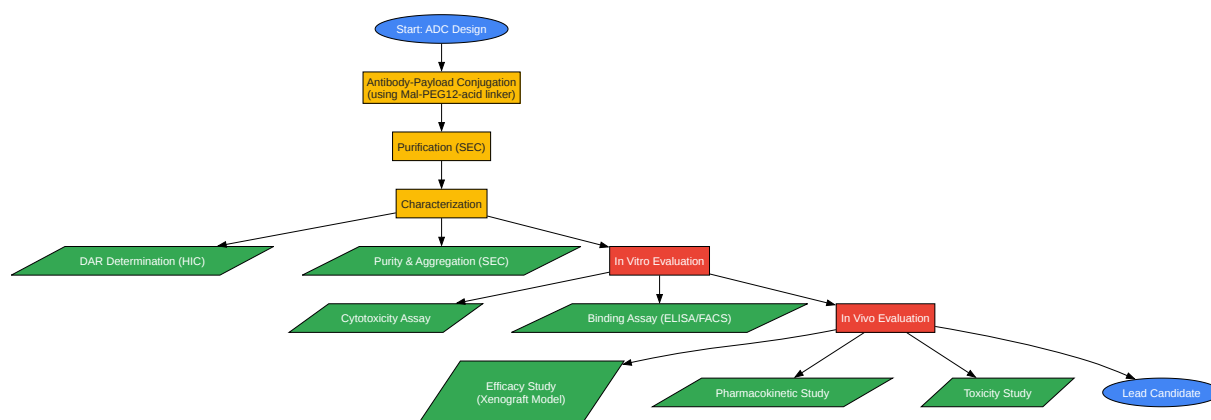 Start: ADC Design
Antibody-Payload Conjugation
(using Mal-PEG12-acid linker)
Purification (SEC)
Characterization
DAR Determination (HIC)
Purity & Aggregation (SEC)
In Vitro Evaluation
Cytotoxicity Assay
Binding Assay (ELISA/FACS)
In Vivo Evaluation
Efficacy Study
(Xenograft Model)
Pharmacokinetic Study
Toxicity Study
Lead Candidate